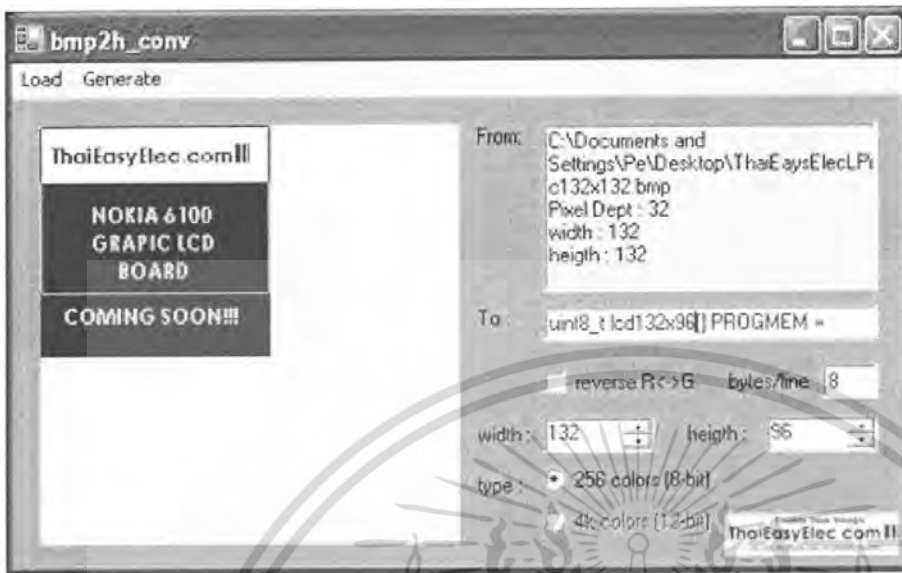 bmp2h_conv
Load Generate
ThaiEasyElec.com
NOKIA 6100
GRAPIC LCD
BOARD
COMING SOON!!!
From:
C:\Documents and
Settings\Pe\Desktop\ThaiEaysElecLPi
c132x132.bmp
Pixel Dept : 32
width : 132
heigth : 132
To :
uint8_t lcd132x96[] PROGMEM =
reverse R<->G bytes/line 8
width : 132 heigth : 96
type : 256 colors (8-bit)
4k colors (12-bit)
ThaiEasyElec.com